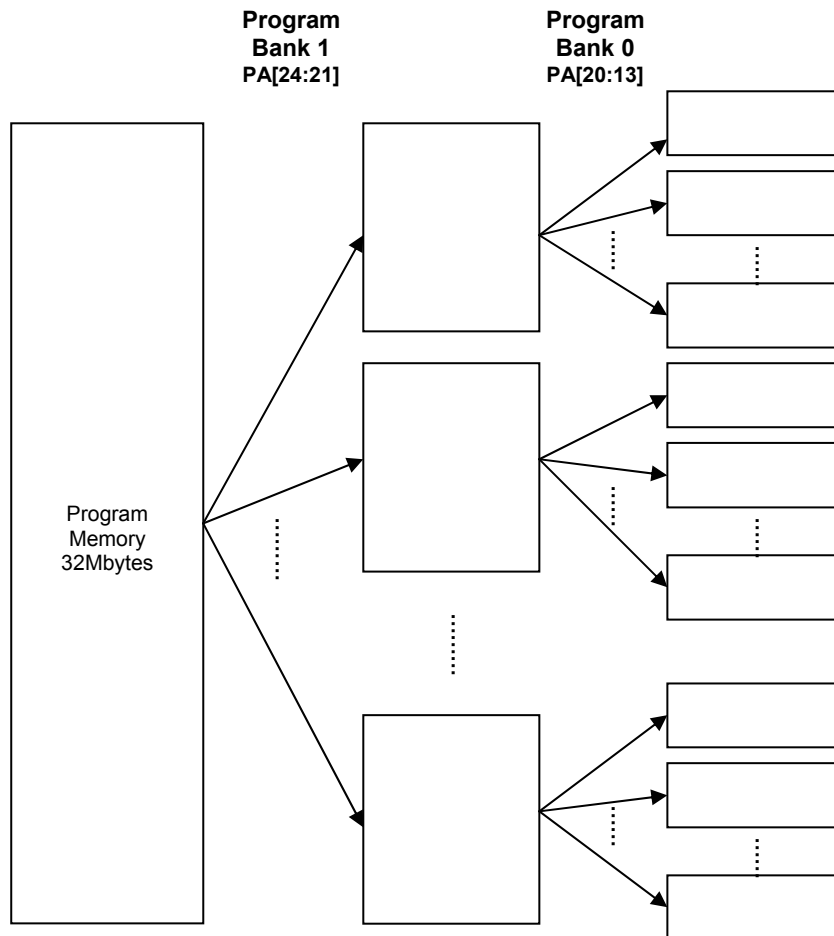 Program
Bank 1
PA[24:21]
Program
Bank 0
PA[20:13]
Program
Memory
32Mbytes